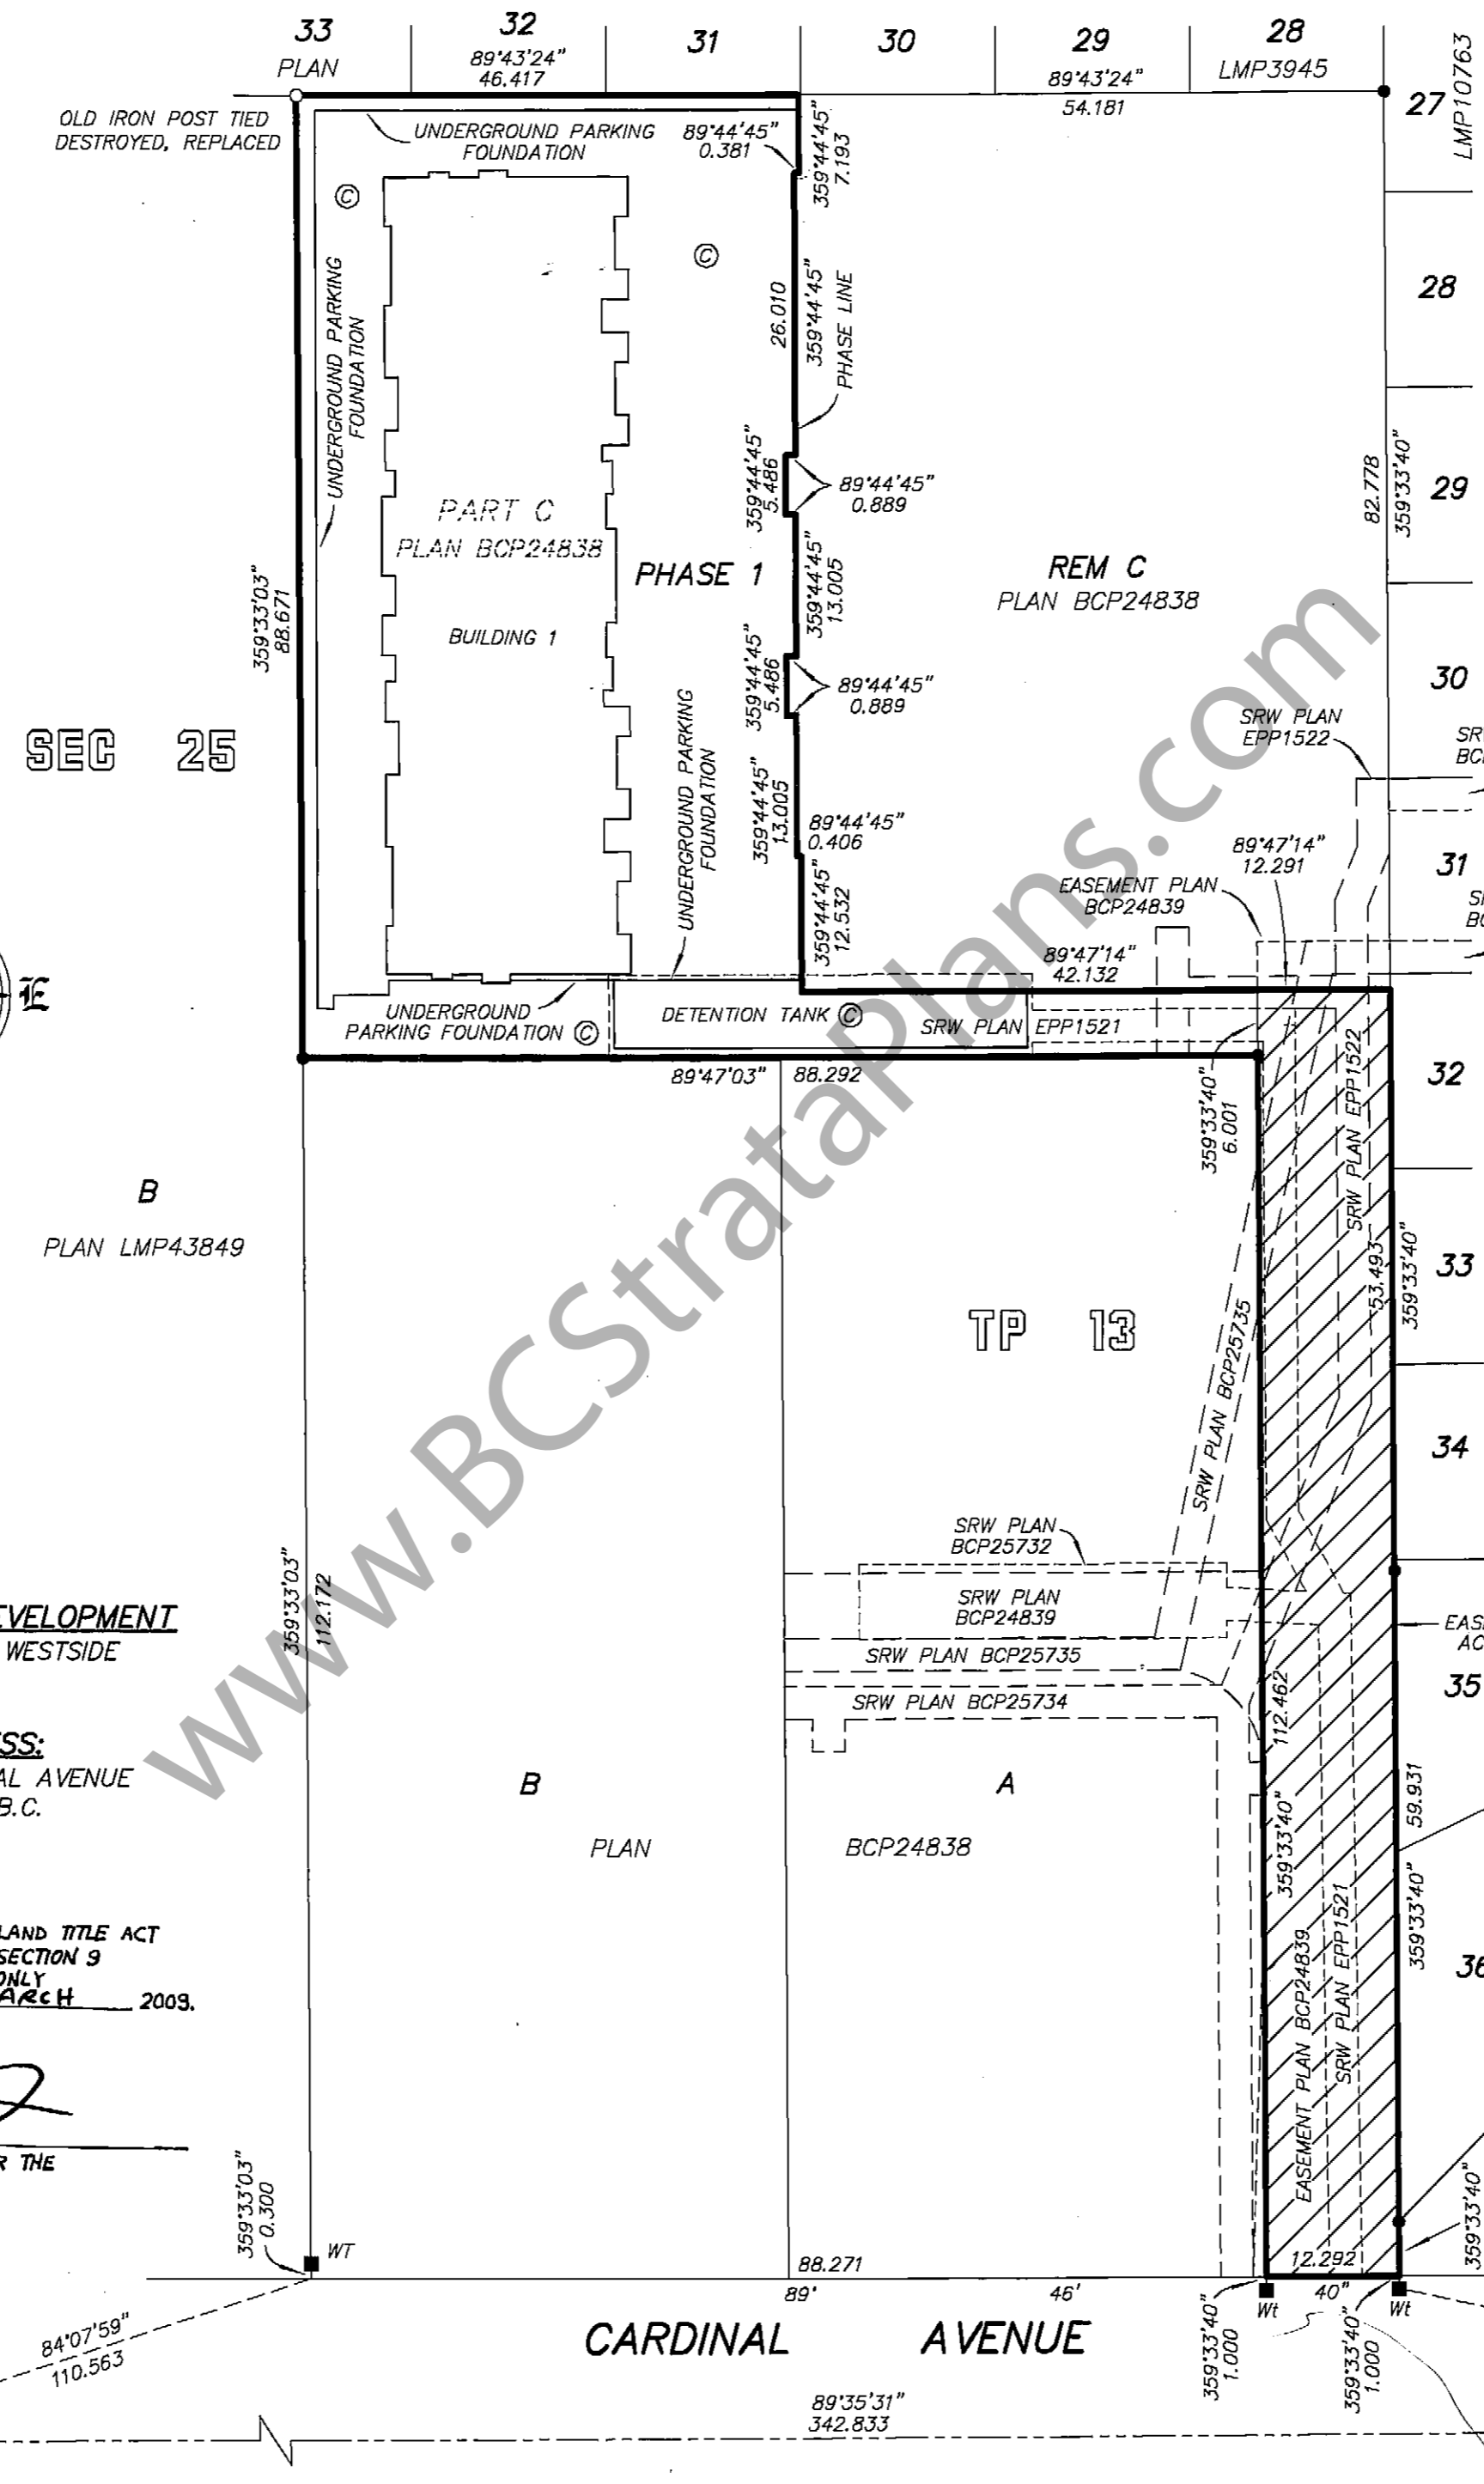 33
32
31
30
29
28
PLAN
89°43'24"
46.417
89°43'24"
54.181
LMP3945
27
LMP10763
OLD IRON POST TIED
DESTROYED, REPLACED
UNDERGROUND PARKING
FOUNDATION
89°44'45"
0.381
359°44'45"
7.193
©
©
UNDERGROUND PARKING
FOUNDATION
26.010
359°44'45"
PHASE LINE
28
359°44'45"
5.486
89°44'45"
0.889
82.778
359°33'40"
29
PART C
PLAN BCP24838
PHASE 1
359°44'45"
13.005
REM C
PLAN BCP24838
359°33'03"
88.671
BUILDING 1
359°44'45"
5.486
89°44'45"
0.889
30
SEC 25
UNDERGROUND PARKING
FOUNDATION
SRW PLAN
EPP1522
359°44'45"
13.005
89°44'45"
0.406
89°47'14"
12.291
31
EASEMENT PLAN
BCP24839
359°44'45"
12.532
89°47'14"
42.132
E
UNDERGROUND
PARKING FOUNDATION ©
DETENTION TANK ©
SRW PLAN EPP1521
89°47'03" 88.292
359°33'40"
6.001
SRW PLAN EPP1522
32
B
PLAN LMP43849
53.493
359°33'40"
33
TP 13
SRW PLAN BCP25735
34
SRW PLAN
BCP25732
SRW PLAN
BCP24839
359°33'03"
112.172
EVELOPMENT
WESTSIDE
SRW PLAN BCP25735
EAS
AC
35
SRW PLAN BCP25734
112.462
359°33'40"
SS:
AL AVENUE
B.C.
B
A
59.931
359°33'40"
PLAN BCP24838
LAND TITLE ACT
SECTION 9
ONLY
ARCH 2009.
EASEMENT PLAN BCP24839
SRW PLAN EPP1521
36
R THE
359°33'03"
0.300
WT
88.271
12.292
359°33'40"
89° 46' 40"
Wt
Wt
84°07'59"
110.563
CARDINAL AVENUE
359°33'40"
1.000
359°33'40"
1.000
89°35'31"
342.833
www.BCStrataPlans.com